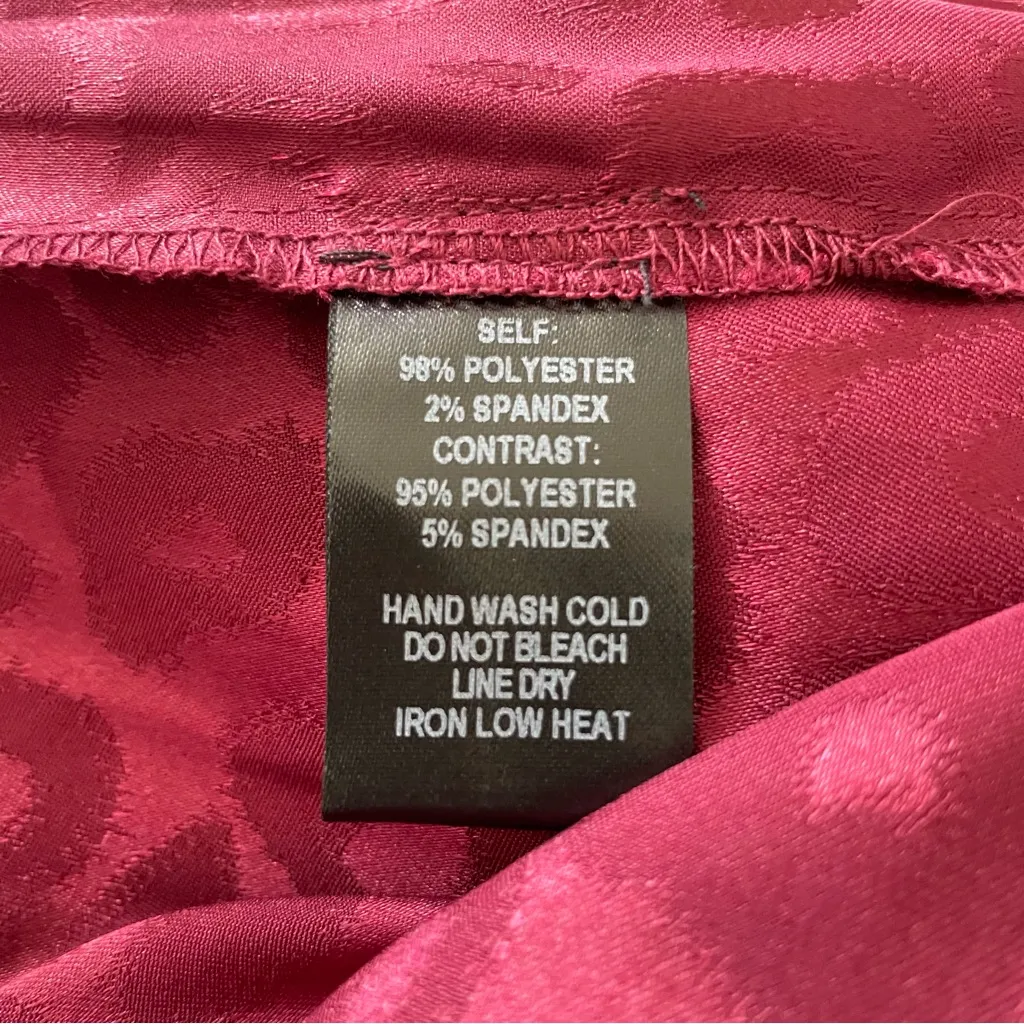 SELF:
98% POLYESTER
2% SPANDEX
CONTRAST:
95% POLYESTER
5% SPANDEX
HAND WASH COLD
DO NOT BLEACH
LINE DRY
IRON LOW HEAT